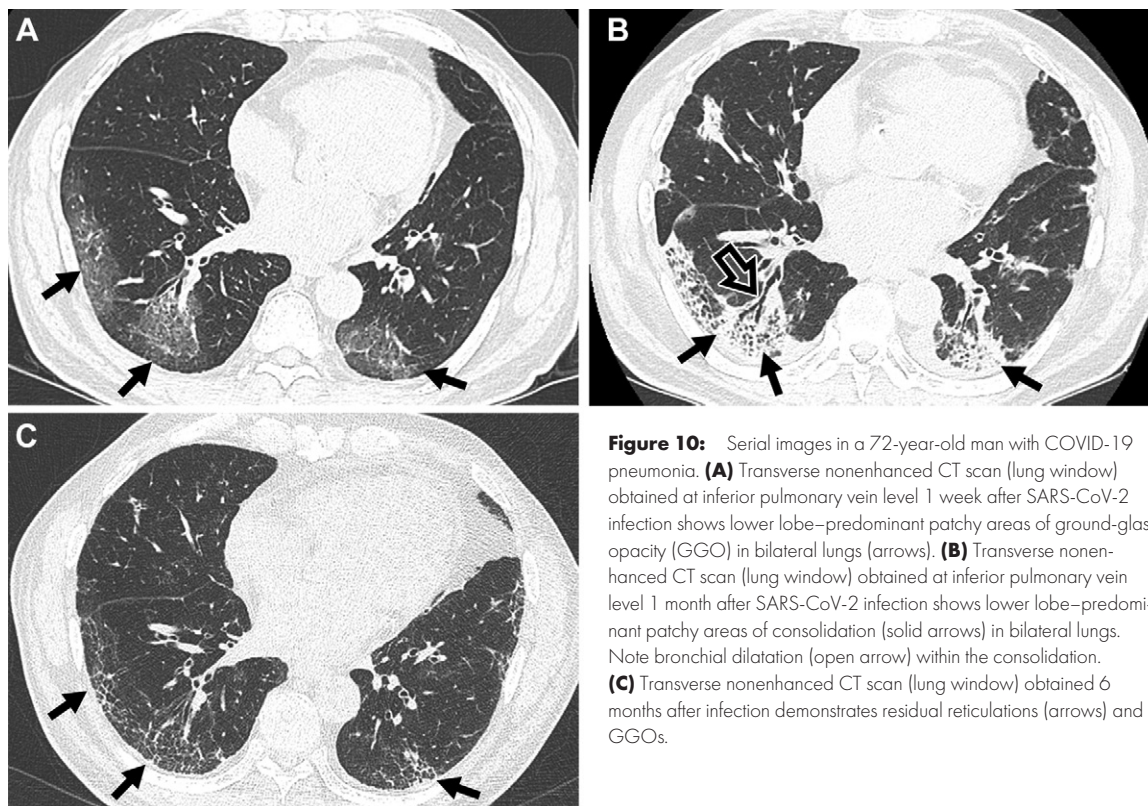 A
B
C
Figure 10: Serial images in a 72-year-old man with COVID-19
pneumonia. (A) Transverse nonenhanced CT scan (lung window)
obtained at inferior pulmonary vein level 1 week after SARS-CoV-2
infection shows lower lobe–predominant patchy areas of ground-glas
opacity (GGO) in bilateral lungs (arrows). (B) Transverse nonen-
hanced CT scan (lung window) obtained at inferior pulmonary vein
level 1 month after SARS-CoV-2 infection shows lower lobe–predomi-
nant patchy areas of consolidation (solid arrows) in bilateral lungs.
Note bronchial dilatation (open arrow) within the consolidation.
(C) Transverse nonenhanced CT scan (lung window) obtained 6
months after infection demonstrates residual reticulations (arrows) and
GGOs.